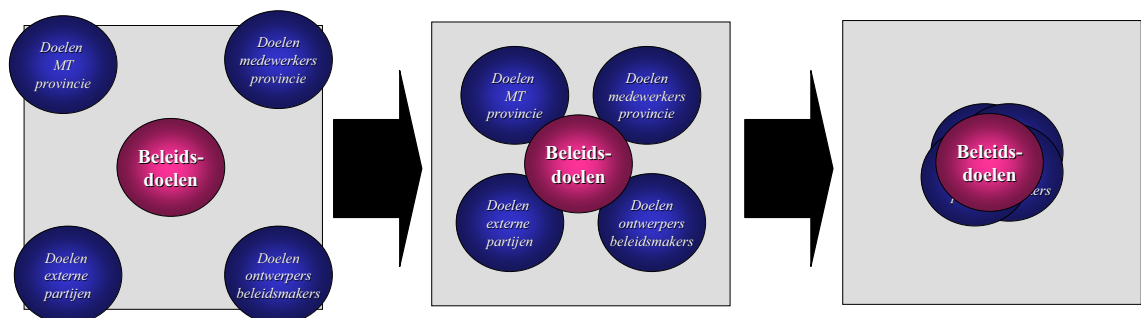 Doelen
MT
provincie
Doelen
medewerkers
provincie
Beleids-
doelen
Doelen
externe
partijen
Doelen
ontwerpers
beleidsmakers
Doelen
MT
provincie
Doelen
medewerkers
provincie
Beleids-
doelen
Doelen
externe
partijen
Doelen
ontwerpers
beleidsmakers
Beleids-
doelen